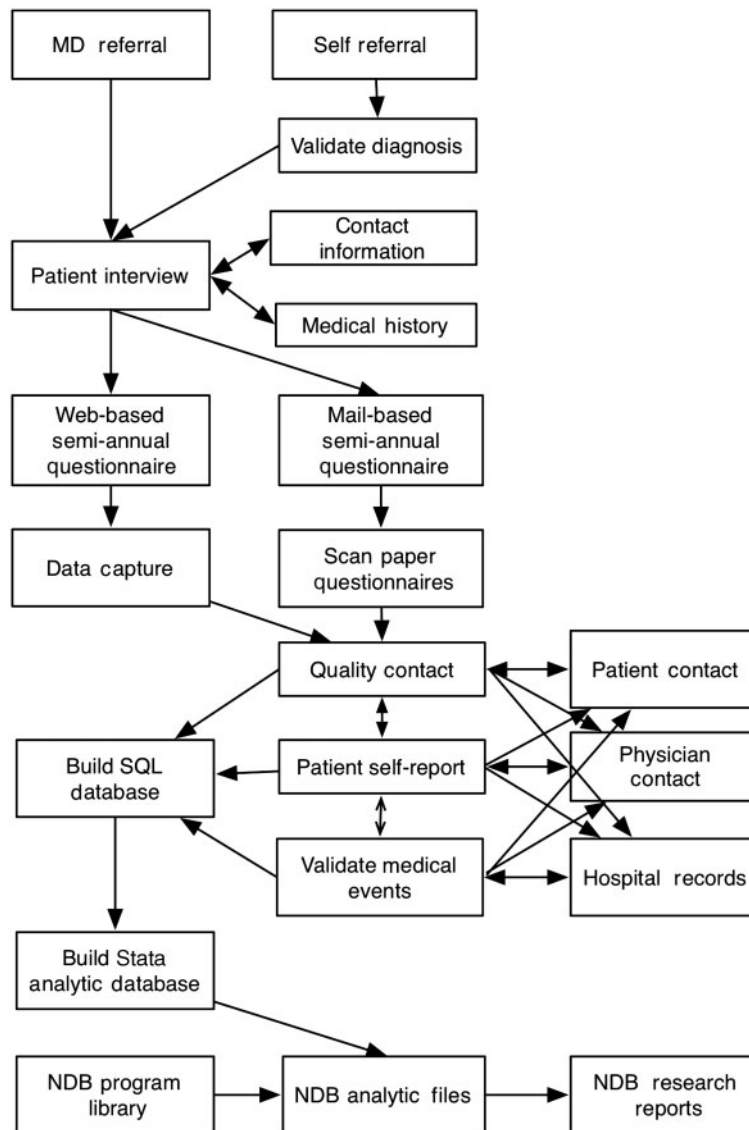 MD referral
Self referral
Validate diagnosis
Contact
information
Patient interview
Medical history
Web-based
semi-annual
questionnaire
Mail-based
semi-annual
questionnaire
Data capture
Scan paper
questionnaires
Quality contact
Patient contact
Build SQL
database
Patient self-report
Physician
contact
Validate medical
events
Hospital records
Build Stata
analytic database
NDB program
library
NDB analytic files
NDB research
reports